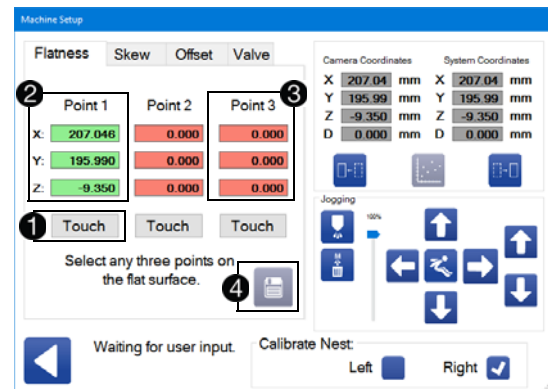 Machine Setup
Flatness Skew Offset Valve
2 3
Point 1 Point 2 Point 3
X: 207.046 0.000 0.000
Y: 195.990 0.000 0.000
Z: -9.350 0.000 0.000
1 Touch Touch Touch
Select any three points on
the flat surface.
4
Camera Coordinates System Coordinates
X 207.04 mm X 207.04 mm
Y 195.99 mm Y 195.99 mm
Z -9.350 mm Z -9.350 mm
D 0.000 mm D 0.000 mm
Jogging
100%
Waiting for user input.
Calibrate Nest:
Left Right